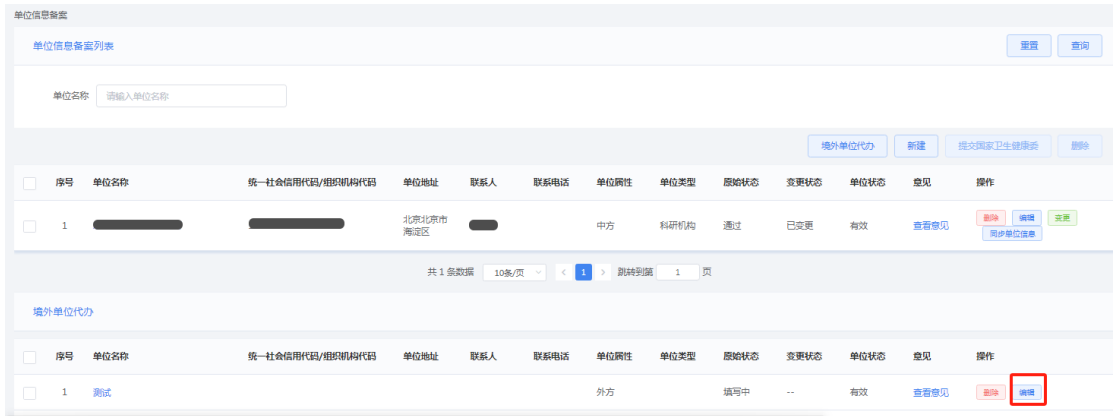 单位信息备案
单位信息备案列表 重置 查询
单位名称 请输入单位名称
境外单位代办 新建 提交国家卫生健康委 删除
序号 单位名称 统一社会信用代码/组织机构代码 单位地址 联系人 联系电话 单位属性 单位类型 原始状态 变更状态 单位状态 意见 操作
1 北京北京市海淀区 中方 科研机构 通过 已变更 有效 查看意见 删除 编辑 变更
同步单位信息
共 1 条数据 10条/页 < 1 > 跳转到第 1 页
境外单位代办
序号 单位名称 统一社会信用代码/组织机构代码 单位地址 联系人 联系电话 单位属性 单位类型 原始状态 变更状态 单位状态 意见 操作
1 测试 外方 填写中 -- 有效 查看意见 删除 编辑